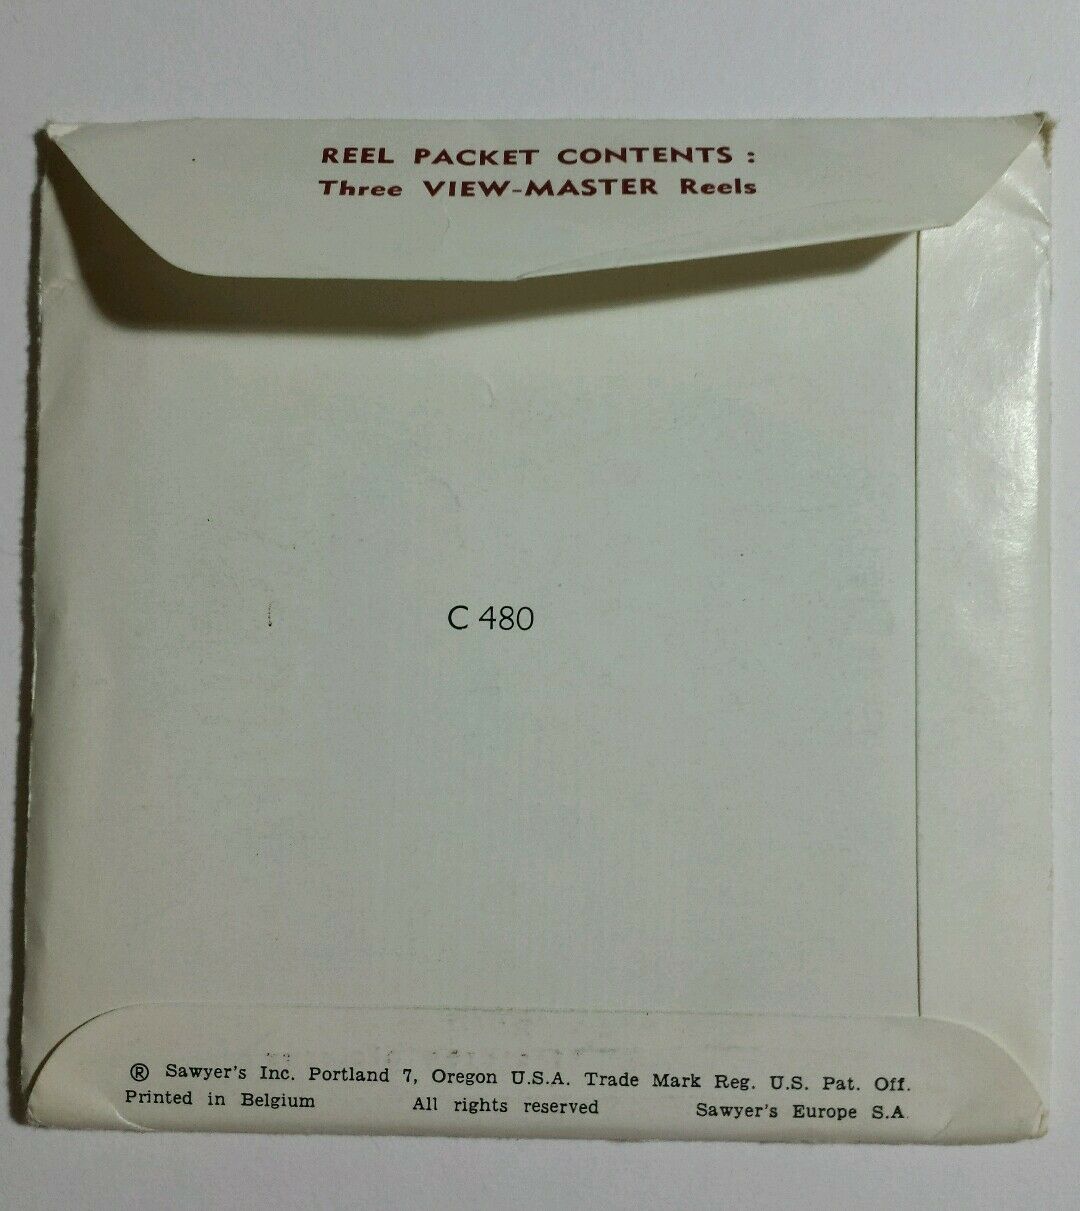 REEL PACKET CONTENTS :
Three VIEW-MASTER Reels
C 480
® Sawyer's Inc. Portland 7, Oregon U.S.A. Trade Mark Reg. U.S. Pat. Off.
Printed in Belgium All rights reserved Sawyer's Europe S.A.